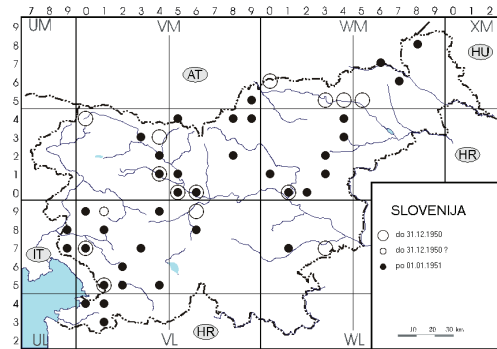 7 8 9 0 1 2 3 4 5 6 7 8 9 0 1 2 3 4 5 6 7 8 9 0 1 2
UM VM WM XM
9
8
HU
7
AT
6
5
4
3
2
HR
1
0
SLOVENIJA
9
do 31.12.1950
8
do 31.12.1950 ?
IT
7
po 01.01.1951
6
5
4
3
10 20 30 km
HR
2
UL VL WL